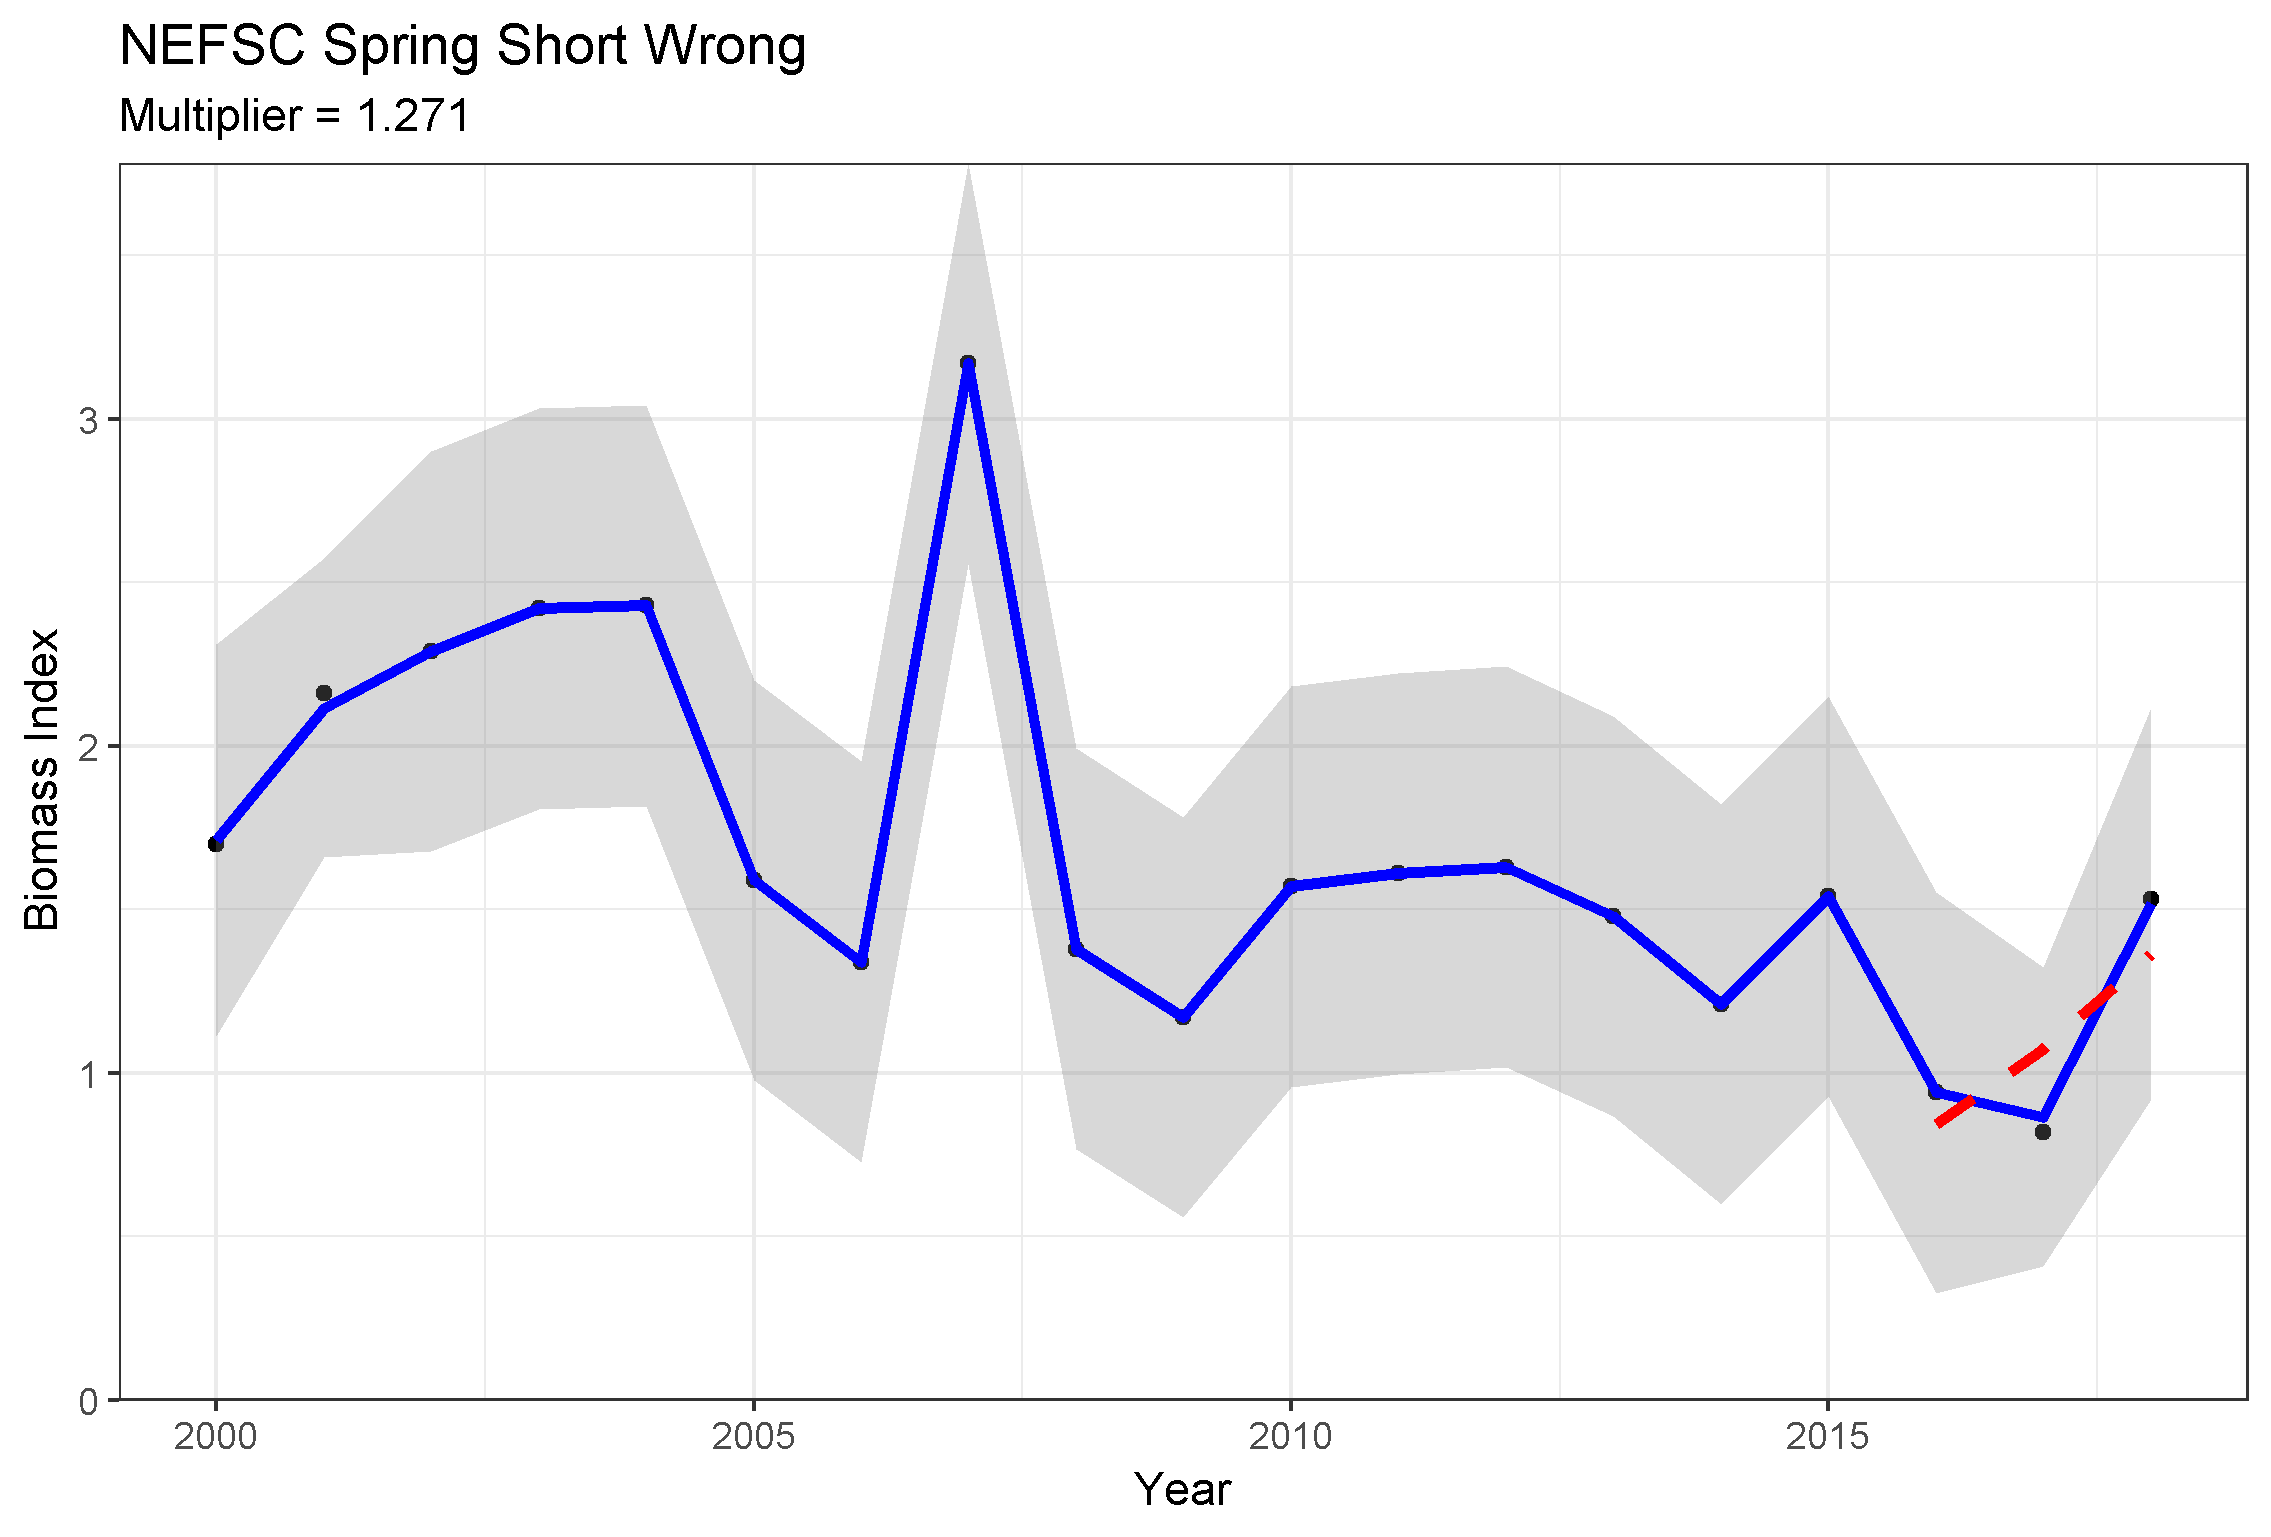 NEFSC Spring Short Wrong
Multiplier = 1.271
3
2
1
0
Biomass Index
2000 2005 2010 2015
Year